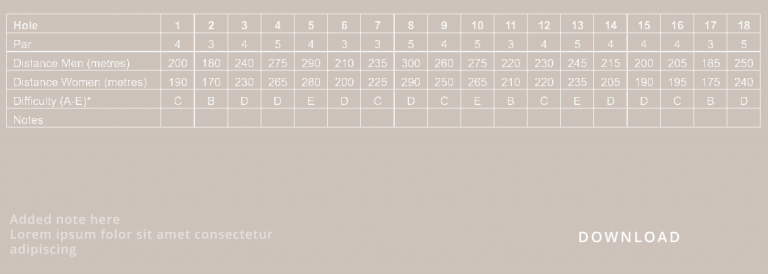 Hole 1 2 3 4 5 6 7 8 9 10 11 12 13 14 15 16 17 18
Par 4 3 4 5 4 3 3 5 4 5 3 4 5 4 4 4 3 5
Distance Men (metres) 200 180 240 275 290 210 235 300 260 275 220 230 245 215 200 205 185 250
Distance Women (metres) 190 170 230 265 280 200 225 290 250 265 210 220 235 205 190 195 175 240
Difficulty (A-E)* C B D D E D C D C E B C E D D C B D
Notes
Added note here
Lorem ipsum folor sit amet consectetur
adipiscing
DOWNLOAD